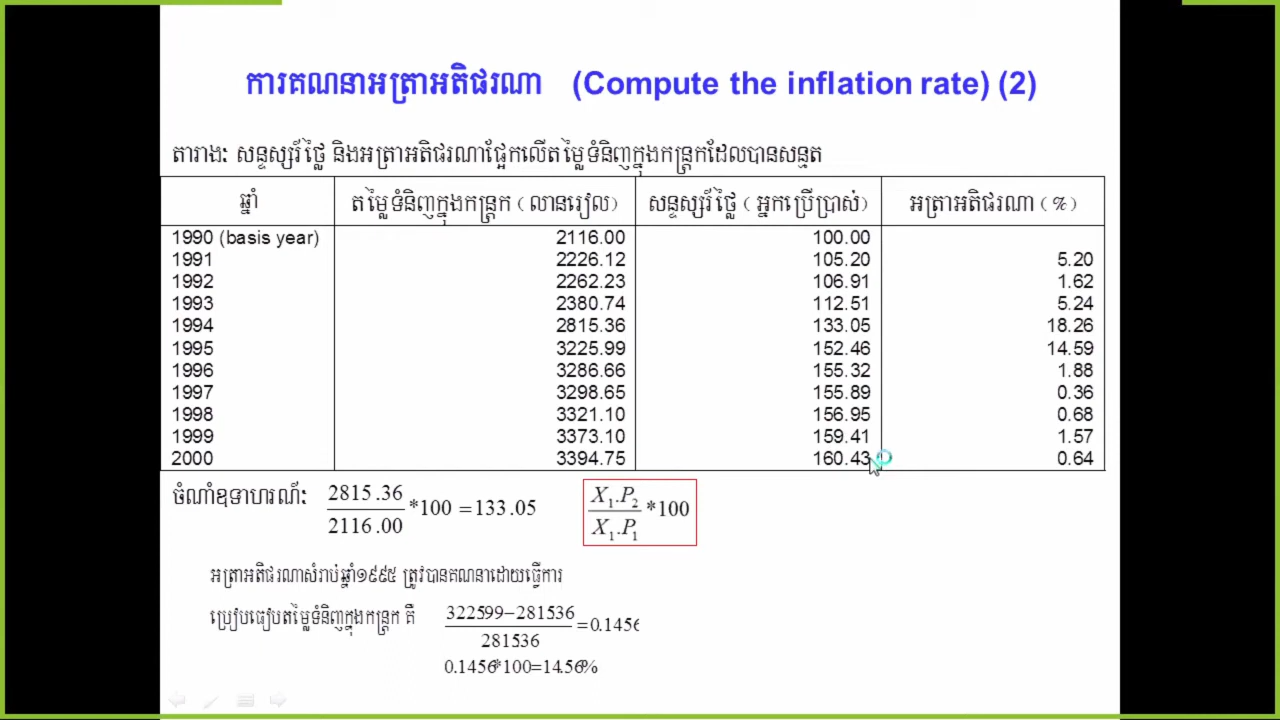 ការគណនាអត្រាអតិផរណា (Compute the inflation rate) (2)
តារាង: សន្ទស្សរ៍ថ្លៃ និងអត្រាអតិផរណាផ្អែកលើតម្លៃទំនិញក្នុងកន្ត្រកដែលបានសន្មត
ឆ្នាំ តម្លៃទំនិញក្នុងកន្ត្រក (លានរៀល) សន្ទស្សរ៍ថ្លៃ (អ្នកប្រើប្រាស់) អត្រាអតិផរណា (%)
1990 (basis year) 2116.00 100.00
1991 2226.12 105.20 5.20
1992 2262.23 106.91 1.62
1993 2380.74 112.51 5.24
1994 2815.36 133.05 18.26
1995 3225.99 152.46 14.59
1996 3286.66 155.32 1.88
1997 3298.65 155.89 0.36
1998 3321.10 156.95 0.68
1999 3373.10 159.41 1.57
2000 3394.75 160.43 0.64
ចំណាំឧទាហរណ៍: 2815.36 / 2116.00 *100 =133.05 X₁.P₂ / X₁.P₁ *100
អត្រាអតិផរណាសំរាប់ឆ្នាំ១៩៩៥ ត្រូវបានគណនាដោយធ្វើការ
ប្រៀបធៀបតម្លៃទំនិញក្នុងកន្ត្រក គឺ 322599−281536 / 281536 =0.1456
0.1456*100=14.56%